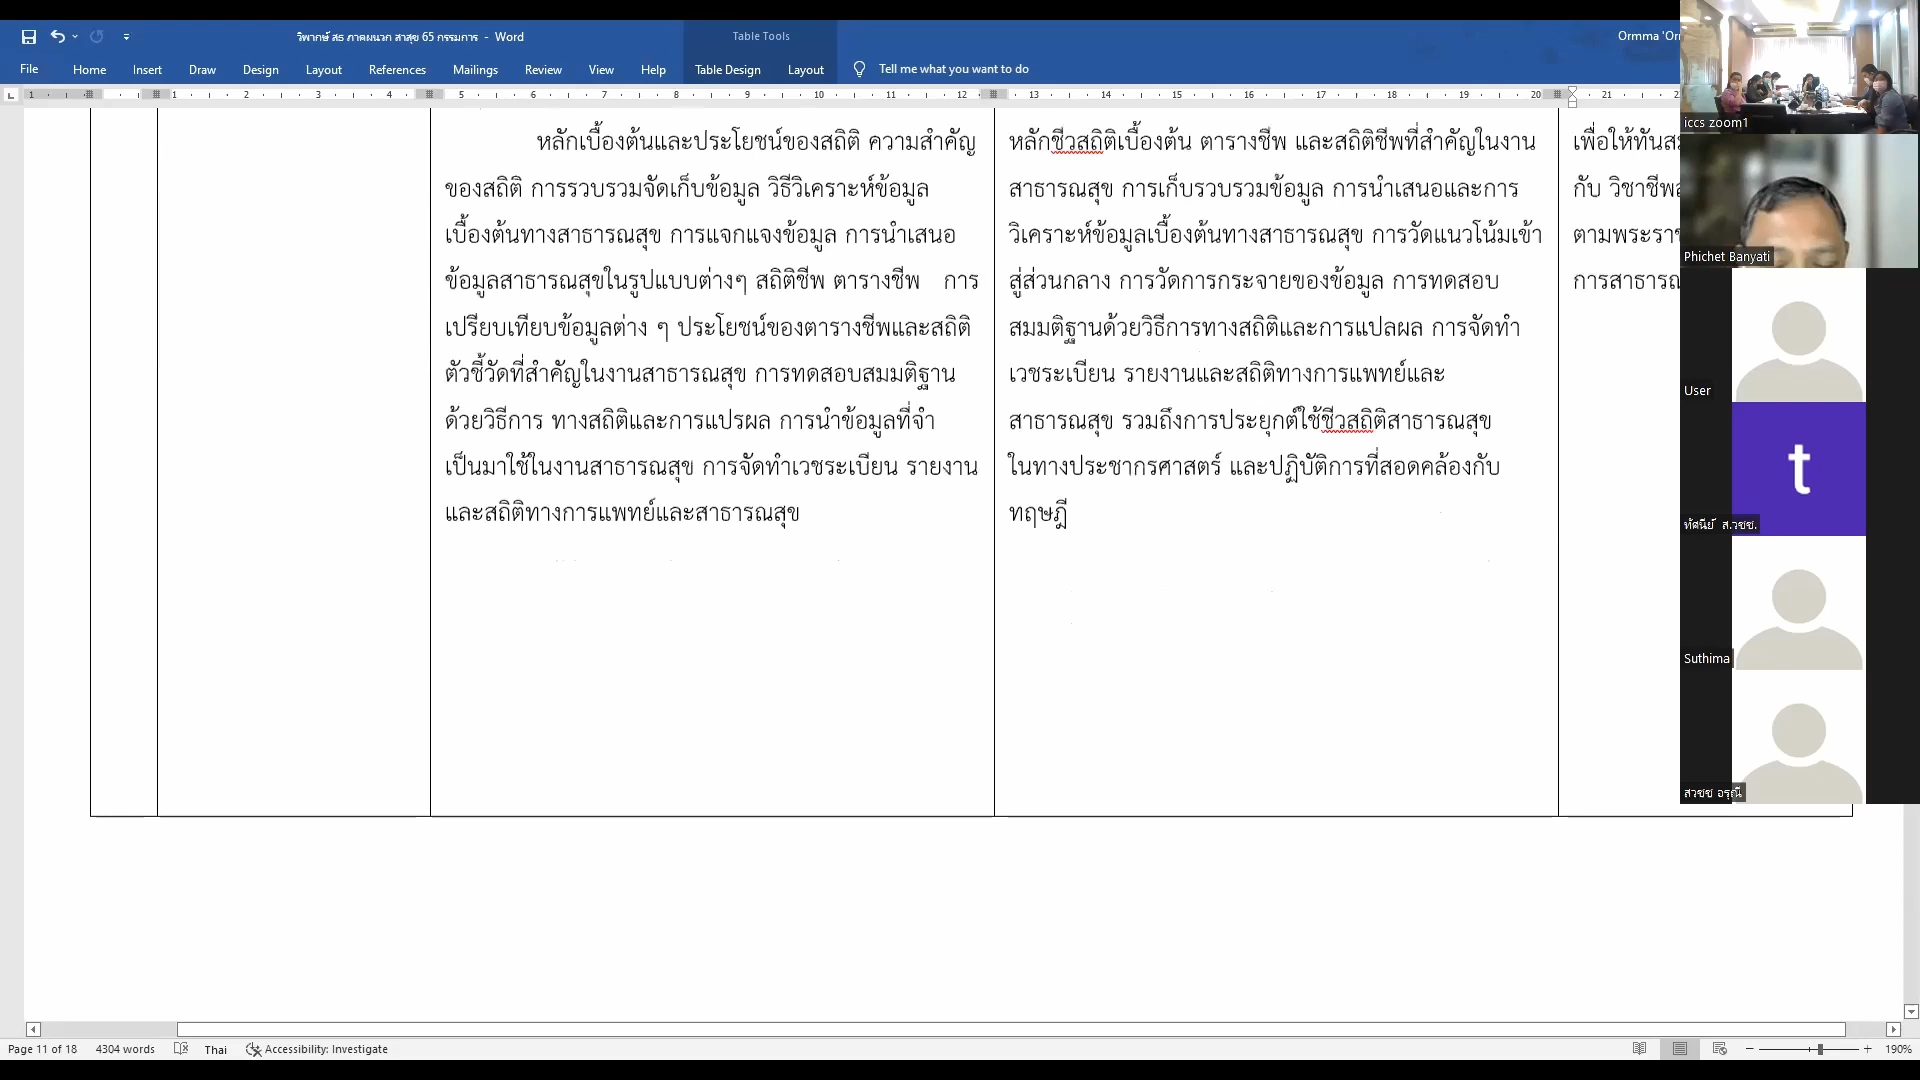 วิพากษ์ สธ ภาคผนวก สาสุข 65 กรรมการ - Word
Table Tools
File Home Insert Draw Design Layout References Mailings Review View Help Table Design Layout Tell me what you want to do
1 1 2 3 4 5 6 7 8 9 10 11 12 13 14 15 16 17 18 19 20 21
หลักเบื้องต้นและประโยชน์ของสถิติ ความสำคัญ
ของสถิติ การรวบรวมจัดเก็บข้อมูล วิธีวิเคราะห์ข้อมูล
เบื้องต้นทางสาธารณสุข การแจกแจงข้อมูล การนำเสนอ
ข้อมูลสาธารณสุขในรูปแบบต่างๆ สถิติชีพ ตารางชีพ การ
เปรียบเทียบข้อมูลต่าง ๆ ประโยชน์ของตารางชีพและสถิติ
ตัวชี้วัดที่สำคัญในงานสาธารณสุข การทดสอบสมมติฐาน
ด้วยวิธีการ ทางสถิติและการแปรผล การนำข้อมูลที่จำ
เป็นมาใช้ในงานสาธารณสุข การจัดทำเวชระเบียน รายงาน
และสถิติทางการแพทย์และสาธารณสุข
หลักชีวสถิติเบื้องต้น ตารางชีพ และสถิติชีพที่สำคัญในงาน
สาธารณสุข การเก็บรวบรวมข้อมูล การนำเสนอและการ
วิเคราะห์ข้อมูลเบื้องต้นทางสาธารณสุข การวัดแนวโน้มเข้า
สู่ส่วนกลาง การวัดการกระจายของข้อมูล การทดสอบ
สมมติฐานด้วยวิธีการทางสถิติและการแปลผล การจัดทำ
เวชระเบียน รายงานและสถิติทางการแพทย์และ
สาธารณสุข รวมถึงการประยุกต์ใช้ชีวสถิติสาธารณสุข
ในทางประชากรศาสตร์ และปฏิบัติการที่สอดคล้องกับ
ทฤษฎี
เพื่อให้ทันส
กับ วิชาชีพ
ตามพระรา
การสาธารณ
iccs zoom1
Phichet Banyati
User
t
ทัศนีย์ ส.วชช.
Suthima
สวชช อรุณี
Page 11 of 18 4304 words Thai Accessibility: Investigate 190%